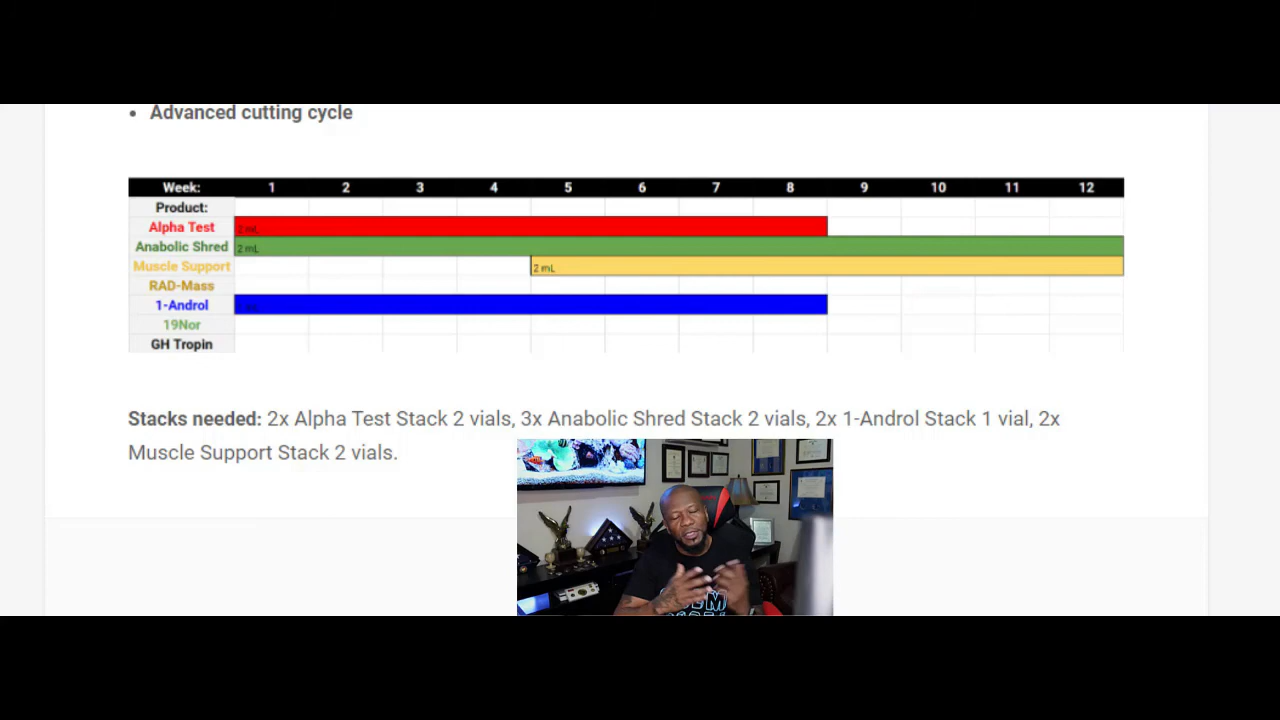 • Advanced cutting cycle
Week: 1 2 3 4 5 6 7 8 9 10 11 12
Product:
Alpha Test 2 mL
Anabolic Shred 2 mL
Muscle Support 2 mL
RAD-Mass
1-Androl
19Nor
GH Tropin
Stacks needed: 2x Alpha Test Stack 2 vials, 3x Anabolic Shred Stack 2 vials, 2x 1-Androl Stack 1 vial, 2x
Muscle Support Stack 2 vials.